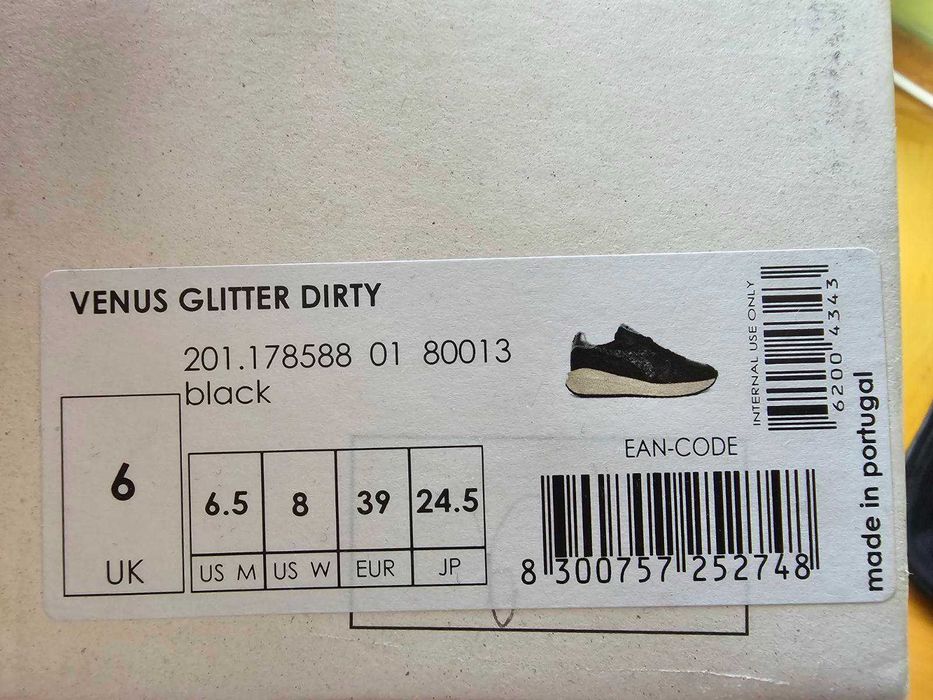 VENUS GLITTER DIRTY
201.178588 01 80013
black
6
UK
6.5 8 39 24.5
US M US W EUR JP
EAN-CODE
8 300757 252748
INTERNAL USE ONLY
6200 4343
made in portugal